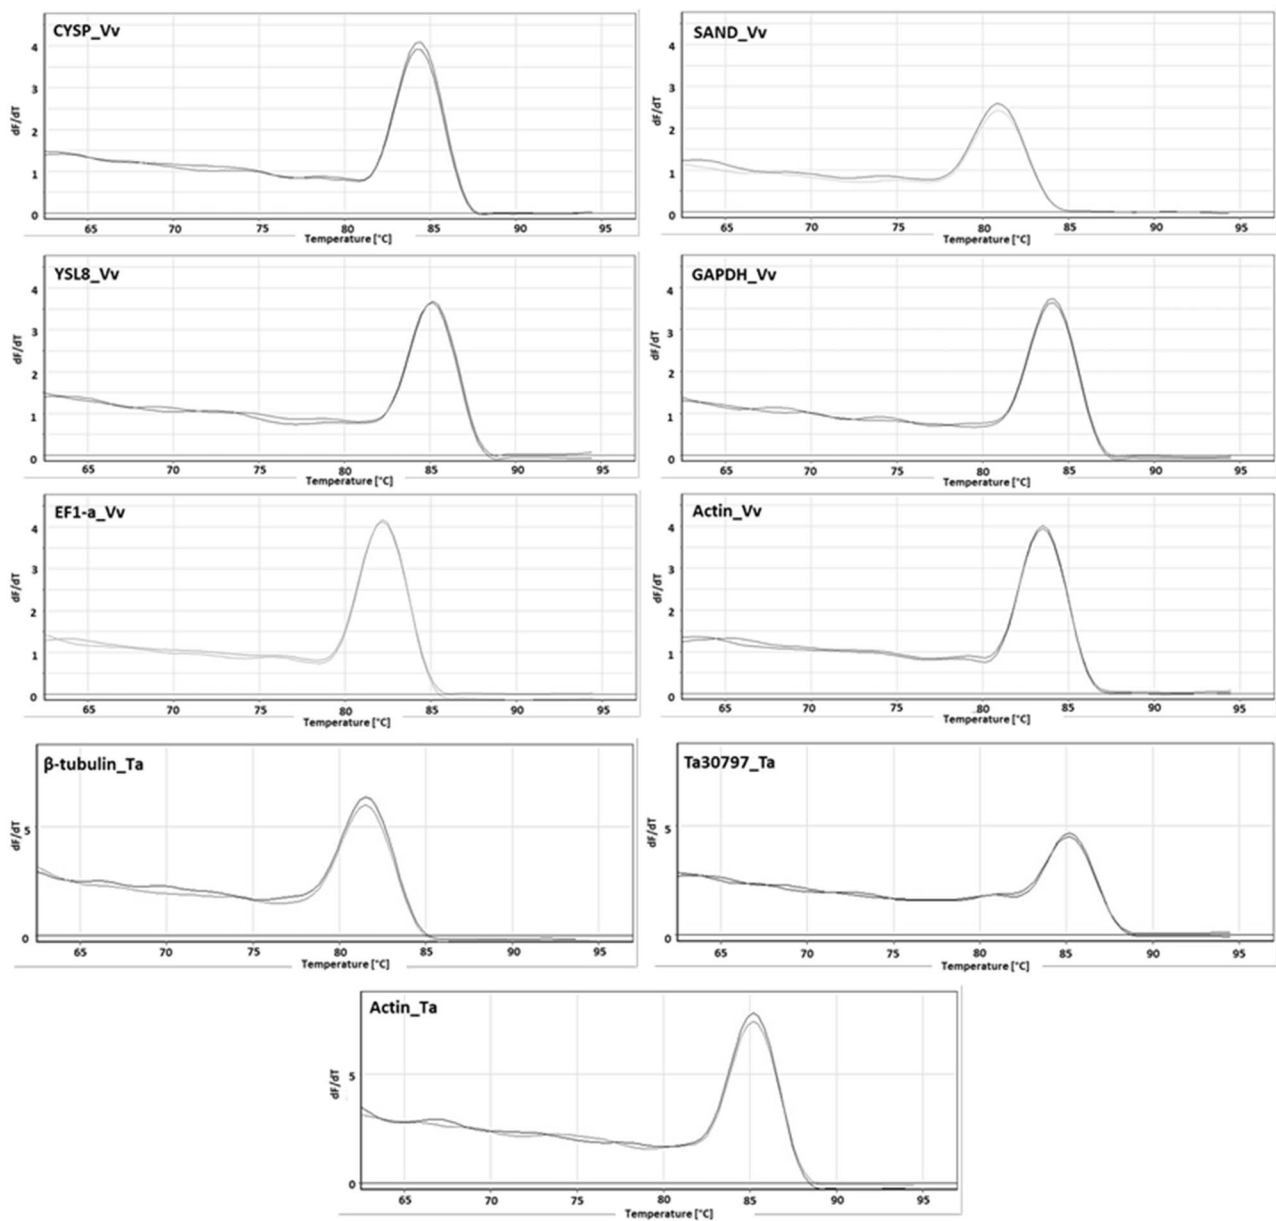 CYSP_Vv
4
3
2
1
0
dF/dT
65 70 75 80 85 90 95
Temperature [°C]
SAND_Vv
4
3
2
1
0
dF/dT
65 70 75 80 85 90 95
Temperature [°C]
YSL8_Vv
4
3
2
1
0
dF/dT
65 70 75 80 85 90 95
Temperature [°C]
GAPDH_Vv
4
3
2
1
0
dF/dT
65 70 75 80 85 90 95
Temperature [°C]
EF1-a_Vv
4
3
2
1
0
dF/dT
65 70 75 80 85 90 95
Temperature [°C]
Actin_Vv
4
3
2
1
0
dF/dT
65 70 75 80 85 90 95
Temperature [°C]
β-tubulin_Ta
5
0
dF/dT
65 70 75 80 85 90 95
Temperature [°C]
Ta30797_Ta
5
0
dF/dT
65 70 75 80 85 90 95
Temperature [°C]
Actin_Ta
5
0
dF/dT
65 70 75 80 85 90 95
Temperature [°C]